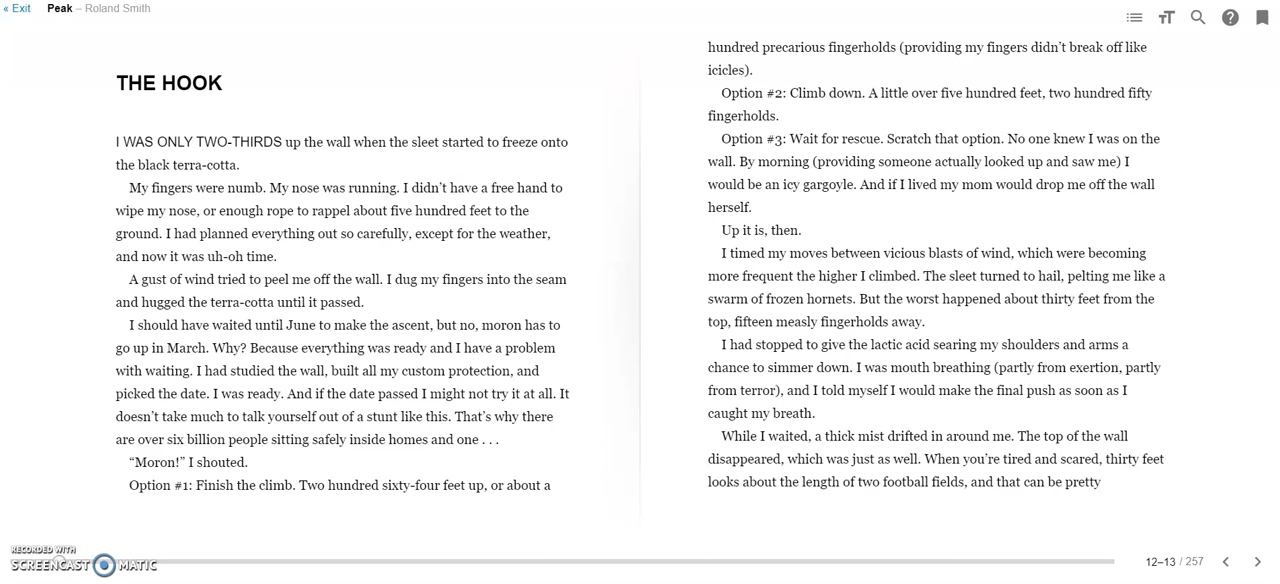 « Exit Peak – Roland Smith
THE HOOK
I WAS ONLY TWO-THIRDS up the wall when the sleet started to freeze onto
the black terra-cotta.
My fingers were numb. My nose was running. I didn’t have a free hand to
wipe my nose, or enough rope to rappel about five hundred feet to the
ground. I had planned everything out so carefully, except for the weather,
and now it was uh-oh time.
A gust of wind tried to peel me off the wall. I dug my fingers into the seam
and hugged the terra-cotta until it passed.
I should have waited until June to make the ascent, but no, moron has to
go up in March. Why? Because everything was ready and I have a problem
with waiting. I had studied the wall, built all my custom protection, and
picked the date. I was ready. And if the date passed I might not try it at all. It
doesn’t take much to talk yourself out of a stunt like this. That’s why there
are over six billion people sitting safely inside homes and one . . .
“Moron!” I shouted.
Option #1: Finish the climb. Two hundred sixty-four feet up, or about a
hundred precarious fingerholds (providing my fingers didn’t break off like
icicles).
Option #2: Climb down. A little over five hundred feet, two hundred fifty
fingerholds.
Option #3: Wait for rescue. Scratch that option. No one knew I was on the
wall. By morning (providing someone actually looked up and saw me) I
would be an icy gargoyle. And if I lived my mom would drop me off the wall
herself.
Up it is, then.
I timed my moves between vicious blasts of wind, which were becoming
more frequent the higher I climbed. The sleet turned to hail, pelting me like a
swarm of frozen hornets. But the worst happened about thirty feet from the
top, fifteen measly fingerholds away.
I had stopped to give the lactic acid searing my shoulders and arms a
chance to simmer down. I was mouth breathing (partly from exertion, partly
from terror), and I told myself I would make the final push as soon as I
caught my breath.
While I waited, a thick mist drifted in around me. The top of the wall
disappeared, which was just as well. When you’re tired and scared, thirty feet
looks about the length of two football fields, and that can be pretty
RECORDED WITH
SCREENCAST MATIC
12–13 / 257